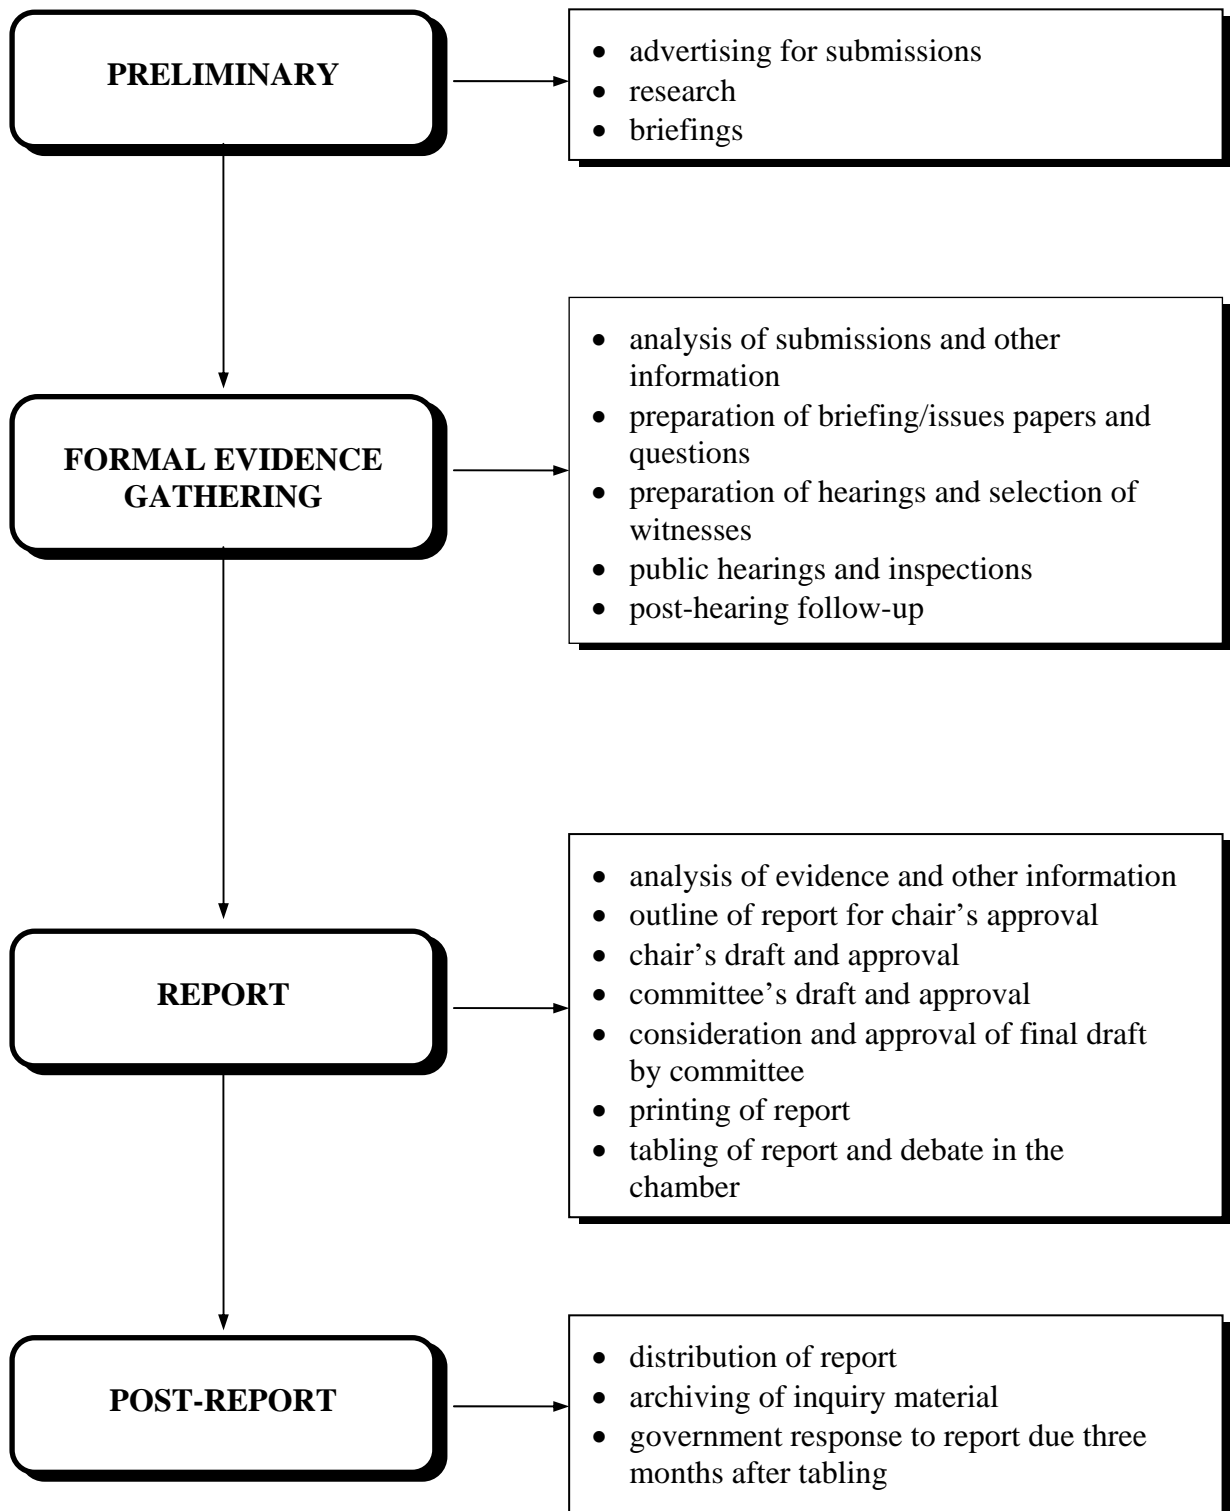 PRELIMINARY
• advertising for submissions
• research
• briefings
FORMAL EVIDENCE
GATHERING
• analysis of submissions and other
information
• preparation of briefing/issues papers and
questions
• preparation of hearings and selection of
witnesses
• public hearings and inspections
• post-hearing follow-up
REPORT
• analysis of evidence and other information
• outline of report for chair’s approval
• chair’s draft and approval
• committee’s draft and approval
• consideration and approval of final draft
by committee
• printing of report
• tabling of report and debate in the
chamber
POST-REPORT
• distribution of report
• archiving of inquiry material
• government response to report due three
months after tabling